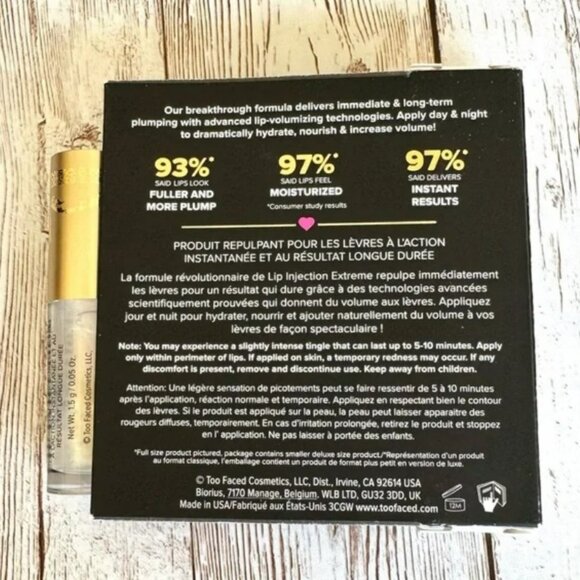 Our breakthrough formula delivers immediate & long-term
plumping with advanced lip-volumizing technologies. Apply day & night
to dramatically hydrate, nourish & increase volume!
93%*
SAID LIPS LOOK
FULLER AND
MORE PLUMP
97%*
SAID LIPS FEEL
MOISTURIZED
*Consumer study results
97%*
SAID DELIVERS
INSTANT
RESULTS
PRODUIT REPULPANT POUR LES LÈVRES À L'ACTION
INSTANTANÉE ET AU RÉSULTAT LONGUE DURÉE
La formule révolutionnaire de Lip Injection Extreme repulpe immédiatement
les lèvres pour un résultat qui dure grâce à des technologies avancées
scientifiquement prouvées qui donnent du volume aux lèvres. Appliquez
jour et nuit pour hydrater, nourrir et ajouter naturellement du volume à vos
lèvres de façon spectaculaire !
Note: You may experience a slightly intense tingle that can last up to 5-10 minutes. Apply
only within perimeter of lips. If applied on skin, a temporary redness may occur. If any
discomfort is present, remove and discontinue use. Keep away from children.
Attention: Une légère sensation de picotements peut se faire ressentir de 5 à 10 minutes
après l'application, réaction normale et temporaire. Appliquez en respectant bien le contour
des lèvres. Si le produit est appliqué sur la peau, la peau peut laisser apparaitre des
rougeurs diffuses, temporairement. En cas d'irritation prolongée, retirez le produit et stoppez
en l' application. Ne pas laisser à portée des enfants.
*Full size product pictured, package contains smaller deluxe size product./*Représentation d'un produit
au format classique, l'emballage contient un produit de plus petit format en version de luxe.
© Too Faced Cosmetics, LLC, Dist., Irvine, CA 92614 USA
Biorius, 7170 Manage, Belgium. WLB LTD, GU32 3DD, UK
Made in USA/Fabriqué aux États-Unis 3CGW www.toofaced.com
12M
INSTANTANÉE ET AU
RÉSULTAT LONGUE DURÉE
Net Wt. 1.5 g / 0.05 Oz.
© Too Faced Cosmetics, LLC,